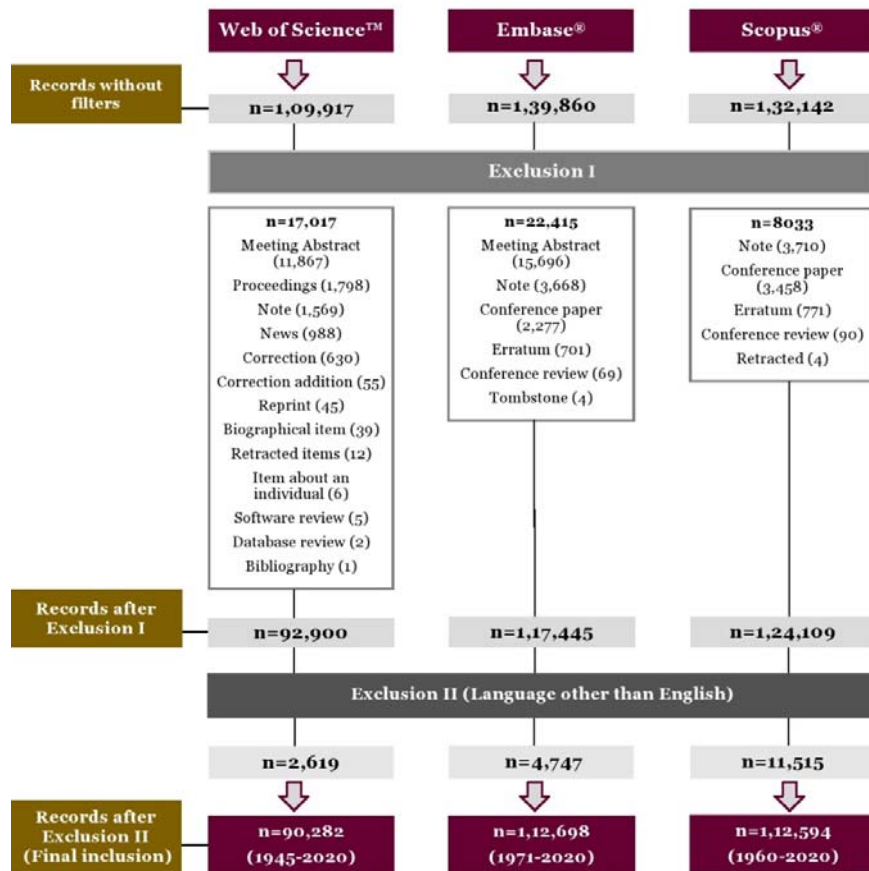 Web of Science™
Embase®
Scopus®
Records without
filters
n=1,09,917
n=1,39,860
n=1,32,142
Exclusion I
n=17,017
Meeting Abstract
(11,867)
Proceedings (1,798)
Note (1,569)
News (988)
Correction (630)
Correction addition (55)
Reprint (45)
Biographical item (39)
Retracted items (12)
Item about an
individual (6)
Software review (5)
Database review (2)
Bibliography (1)
n=22,415
Meeting Abstract
(15,696)
Note (3,668)
Conference paper
(2,277)
Erratum (701)
Conference review (69)
Tombstone (4)
n=8033
Note (3,710)
Conference paper
(3,458)
Erratum (771)
Conference review (90)
Retracted (4)
Records after
Exclusion I
n=92,900
n=1,17,445
n=1,24,109
Exclusion II (Language other than English)
n=2,619
n=4,747
n=11,515
Records after
Exclusion II
(Final inclusion)
n=90,282
(1945-2020)
n=1,12,698
(1971-2020)
n=1,12,594
(1960-2020)